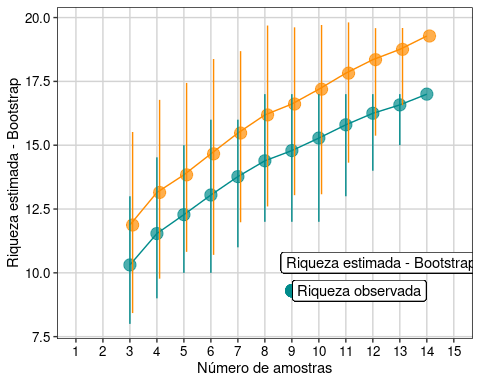 20.0
17.5
15.0
12.5
10.0
7.5
Riqueza estimada - Bootstrap
Riqueza estimada - Bootstrap
Riqueza observada
1 2 3 4 5 6 7 8 9 10 11 12 13 14 15
Número de amostras